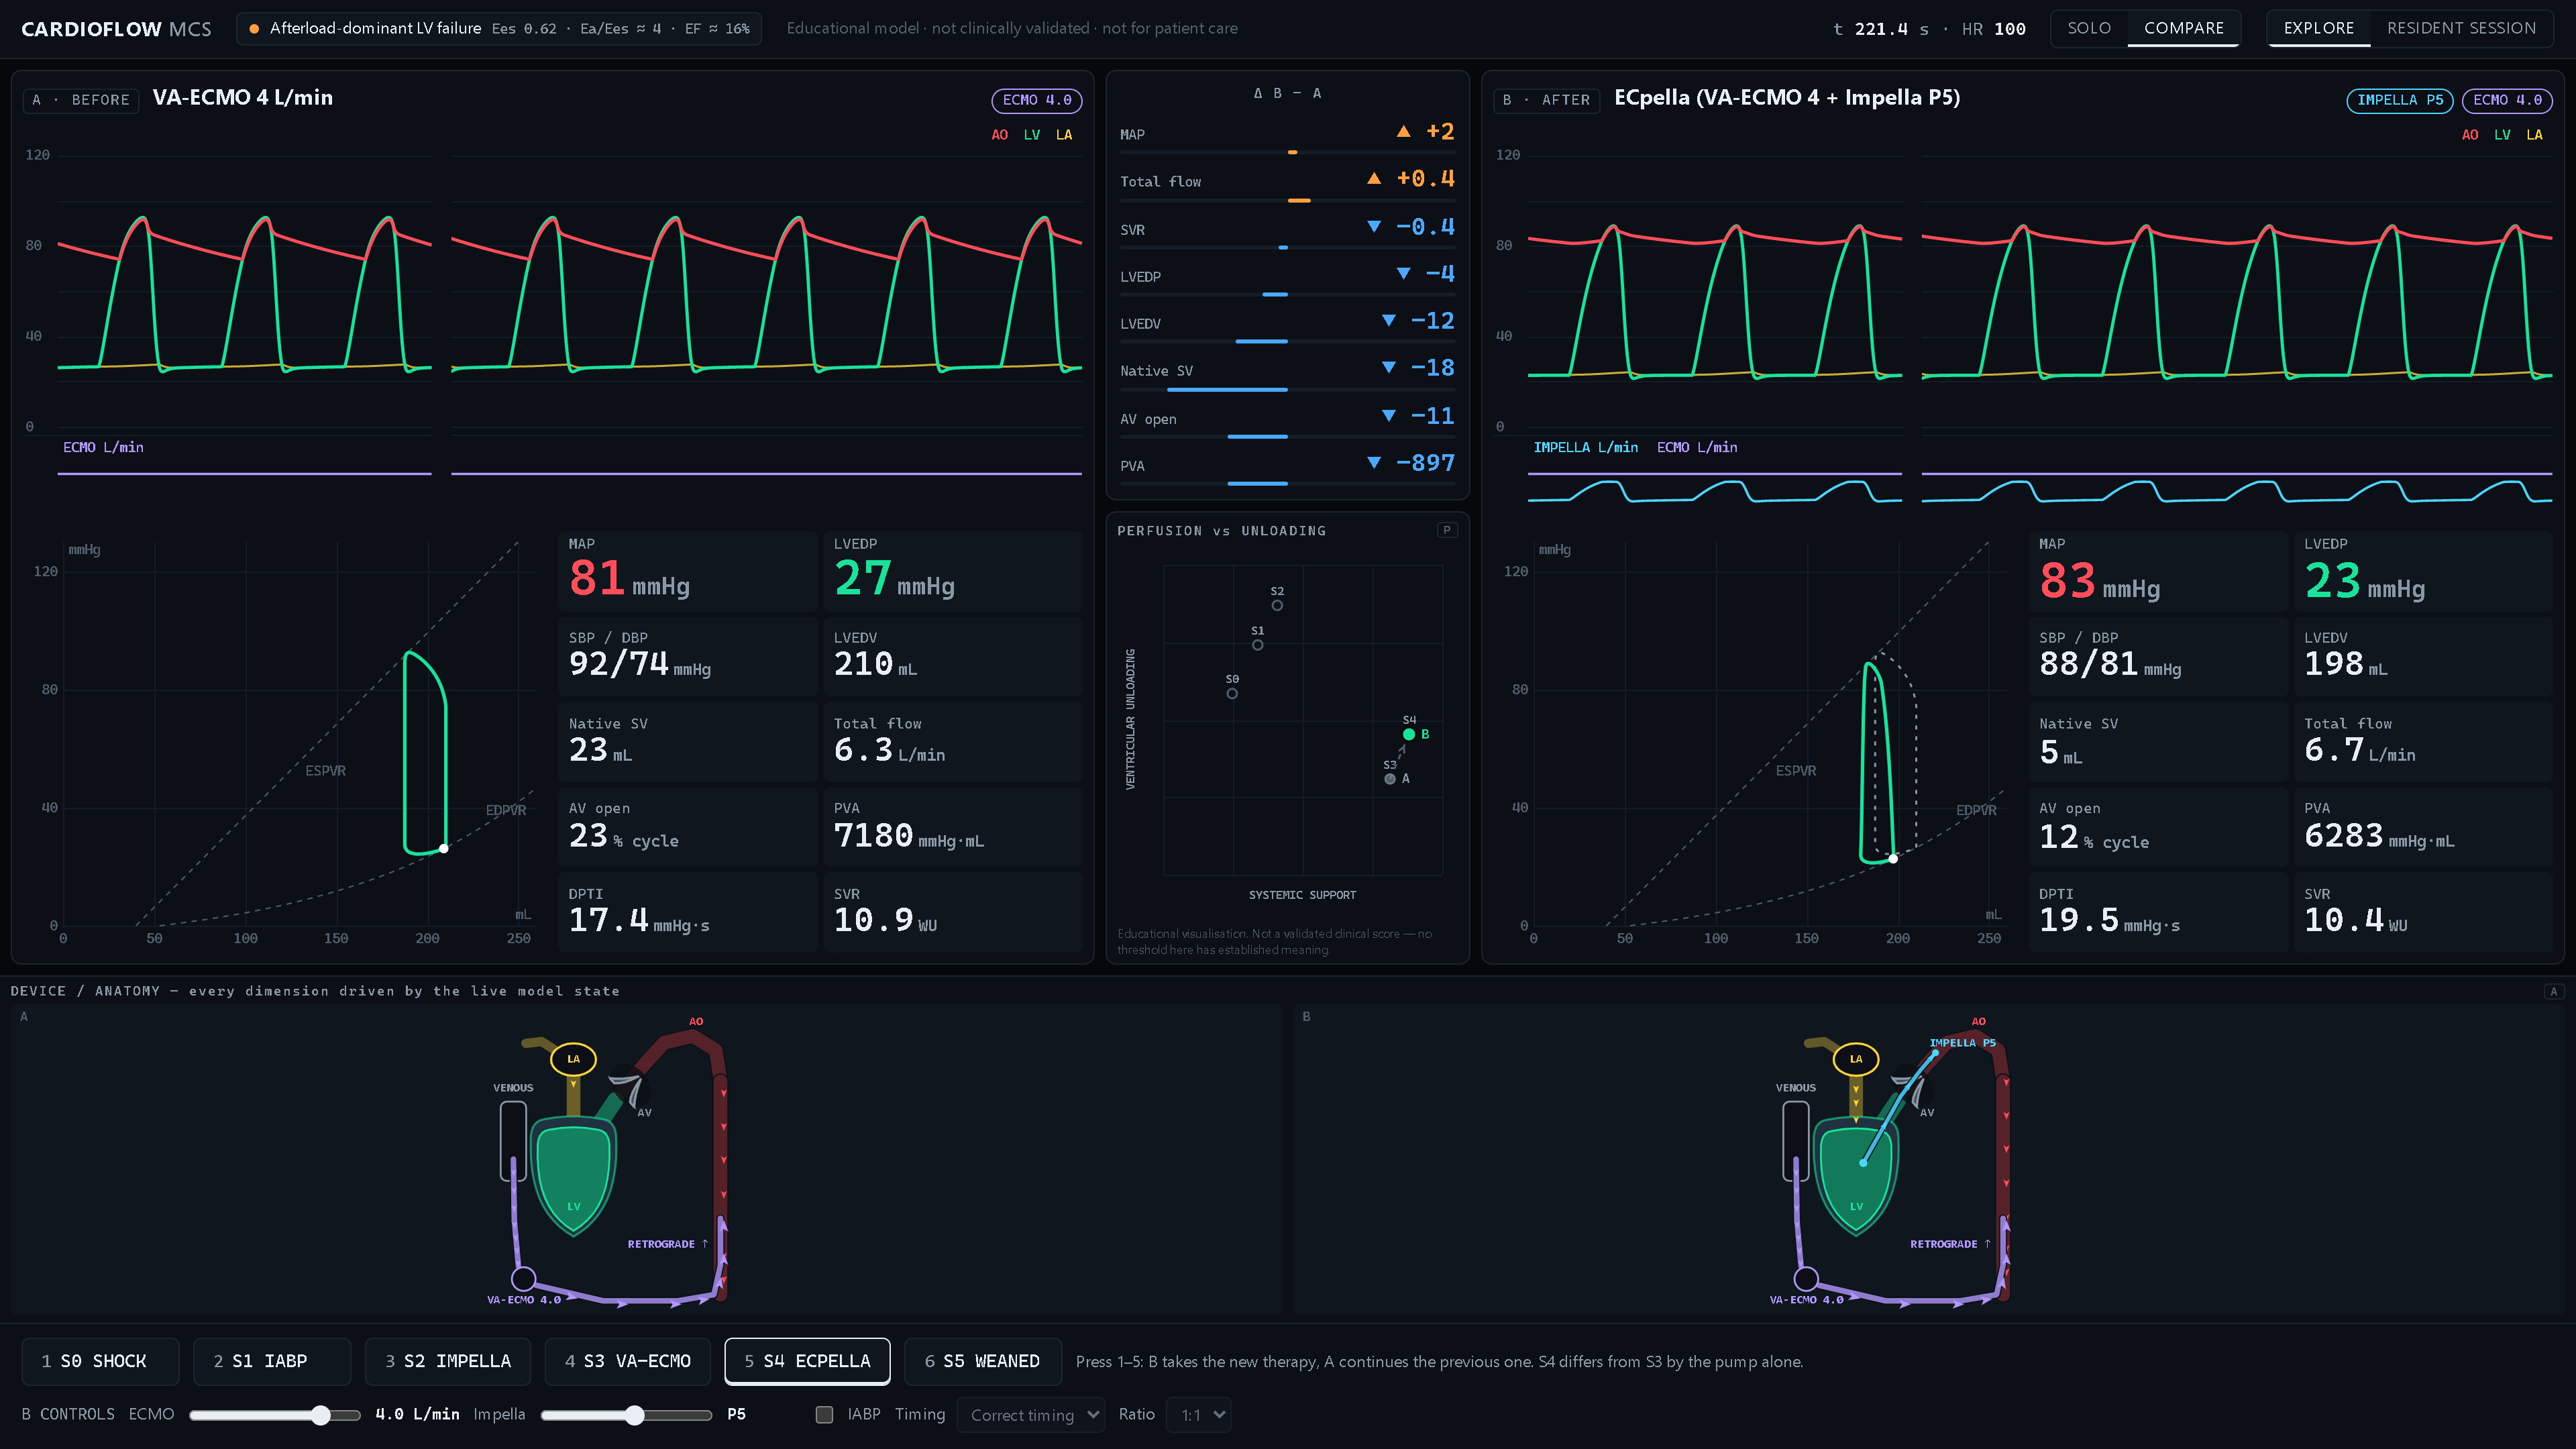 CARDIOFLOW MCS
Afterload-dominant LV failure Ees 0.62 · Ea/Ees ≈ 4 · EF ≈ 16%
Educational model · not clinically validated · not for patient care
t 221.4 s · HR 100
SOLO COMPARE
EXPLORE RESIDENT SESSION
A · BEFORE VA-ECMO 4 L/min
ECMO 4.0
AO LV LA
120
80
40
0
ECMO L/min
mmHg
120
80
40
0
ESPVR
EDPVR
mL
0 50 100 150 200 250
MAP
81 mmHg
LVEDP
27 mmHg
SBP / DBP
92/74 mmHg
LVEDV
210 mL
Native SV
23 mL
Total flow
6.3 L/min
AV open
23 % cycle
PVA
7180 mmHg·mL
DPTI
17.4 mmHg·s
SVR
10.9 WU
Δ B − A
MAP ▲ +2
Total flow ▲ +0.4
SVR ▼ −0.4
LVEDP ▼ −4
LVEDV ▼ −12
Native SV ▼ −18
AV open ▼ −11
PVA ▼ −897
PERFUSION vs UNLOADING P
VENTRICULAR UNLOADING
S2
S1
S0
S4
B
S3
A
SYSTEMIC SUPPORT
Educational visualisation. Not a validated clinical score — no
threshold here has established meaning.
B · AFTER ECpella (VA-ECMO 4 + Impella P5)
IMPELLA P5 ECMO 4.0
AO LV LA
120
80
40
0
IMPELLA L/min ECMO L/min
mmHg
120
80
40
0
ESPVR
EDPVR
mL
0 50 100 150 200 250
MAP
83 mmHg
LVEDP
23 mmHg
SBP / DBP
88/81 mmHg
LVEDV
198 mL
Native SV
5 mL
Total flow
6.7 L/min
AV open
12 % cycle
PVA
6283 mmHg·mL
DPTI
19.5 mmHg·s
SVR
10.4 WU
DEVICE / ANATOMY — every dimension driven by the live model state A
A
AO
LA
VENOUS
AV
LV
RETROGRADE ↑
VA-ECMO 4.0
B
AO
IMPELLA P5
LA
VENOUS
AV
LV
RETROGRADE ↑
VA-ECMO 4.0
1 S0 SHOCK
2 S1 IABP
3 S2 IMPELLA
4 S3 VA-ECMO
5 S4 ECPELLA
6 S5 WEANED
Press 1–5: B takes the new therapy, A continues the previous one. S4 differs from S3 by the pump alone.
B CONTROLS ECMO 4.0 L/min Impella P5 IABP Timing Correct timing Ratio 1:1